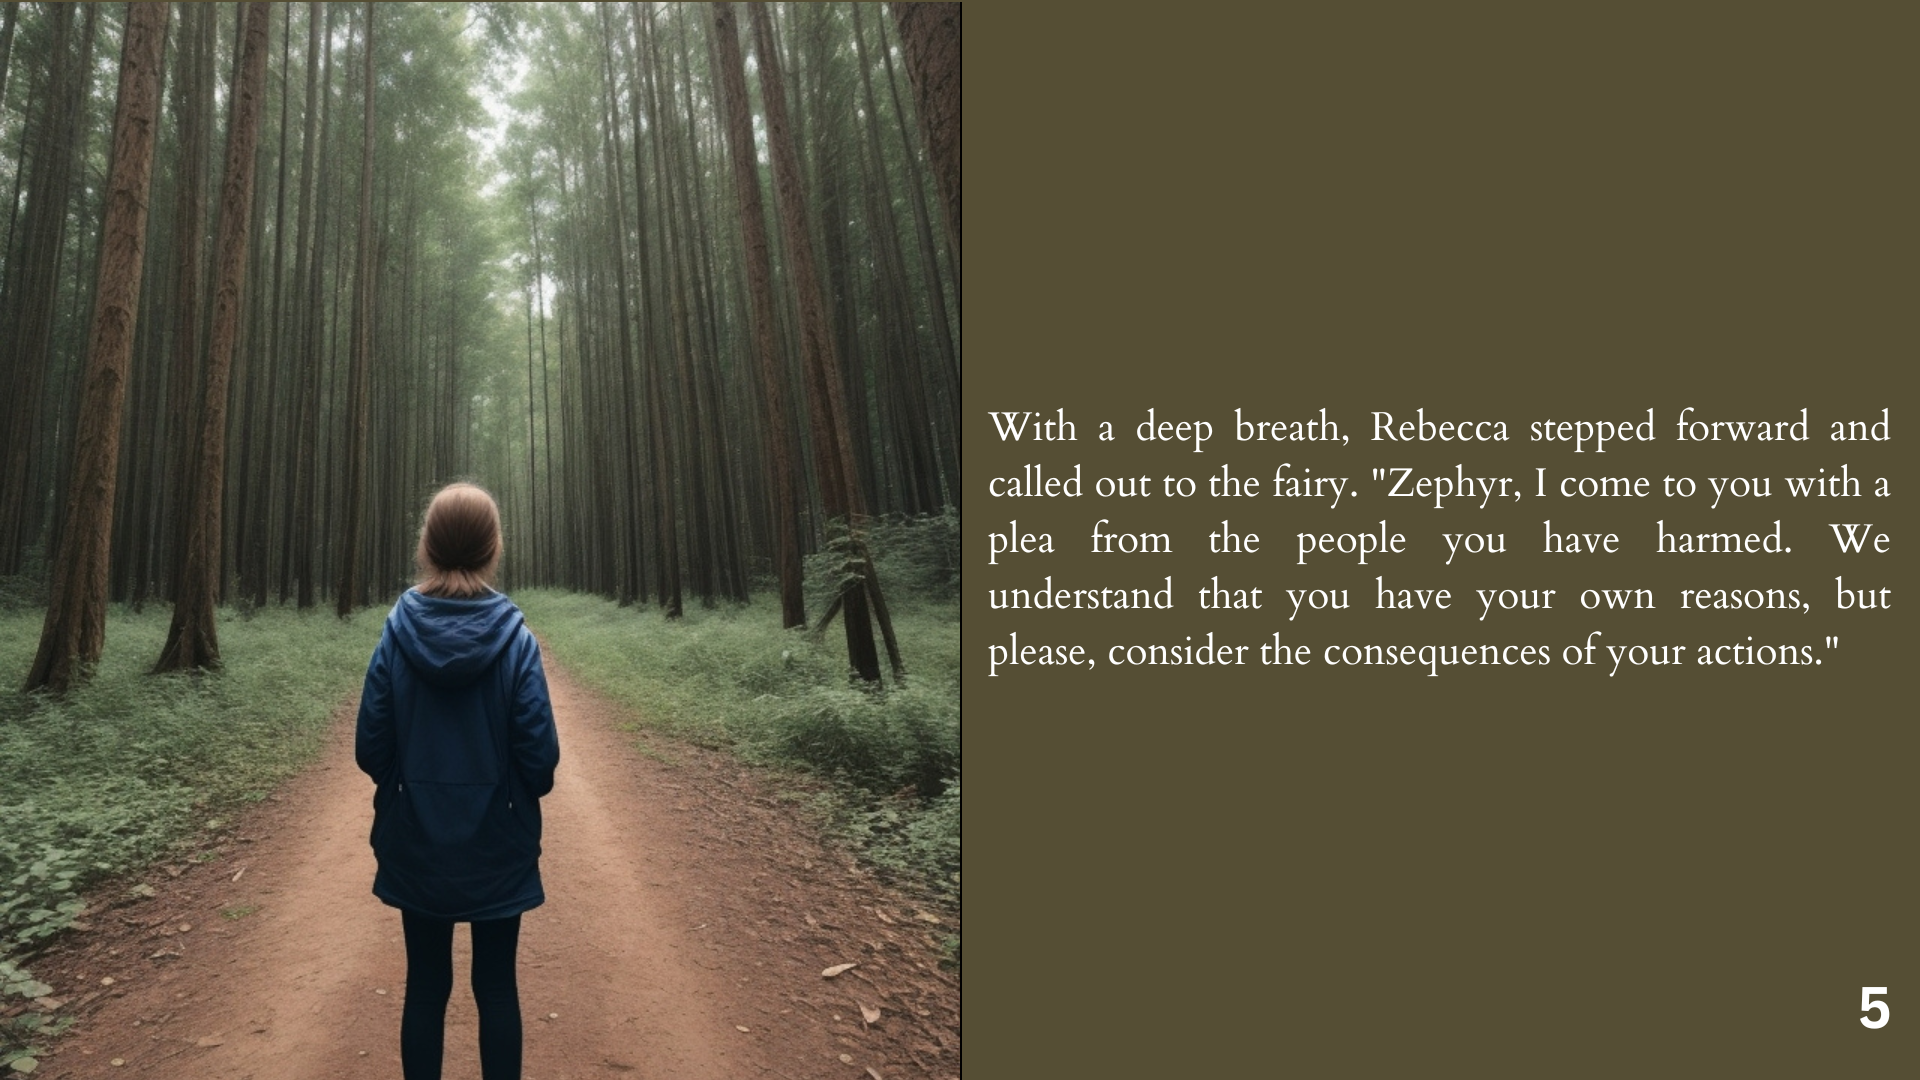 With a deep breath, Rebecca stepped forward and
called out to the fairy. "Zephyr, I come to you with a
plea from the people you have harmed. We
understand that you have your own reasons, but
please, consider the consequences of your actions."
5